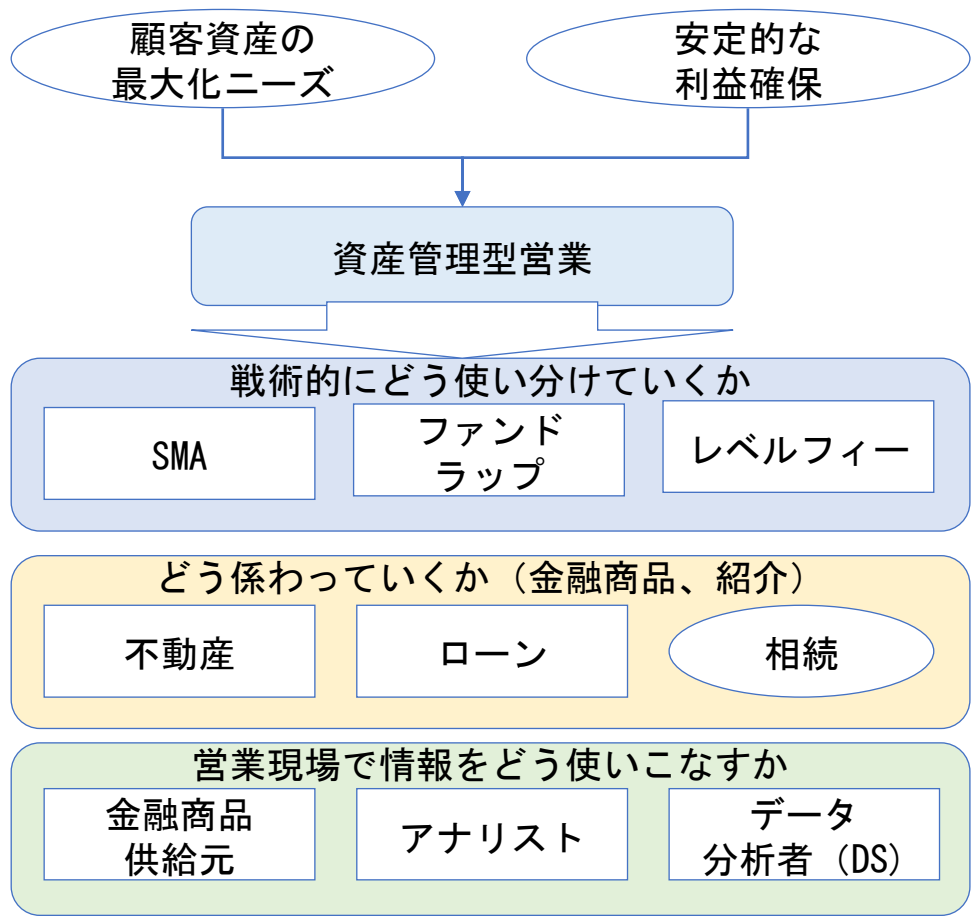 顧客資産の
最大化ニーズ
安定的な
利益確保
資産管理型営業
戦術的にどう使い分けていくか
SMA
ファンド
ラップ
レベルフィー
どう係わっていくか（金融商品、紹介）
不動産
ローン
相続
営業現場で情報をどう使いこなすか
金融商品
供給元
アナリスト
データ
分析者（DS）